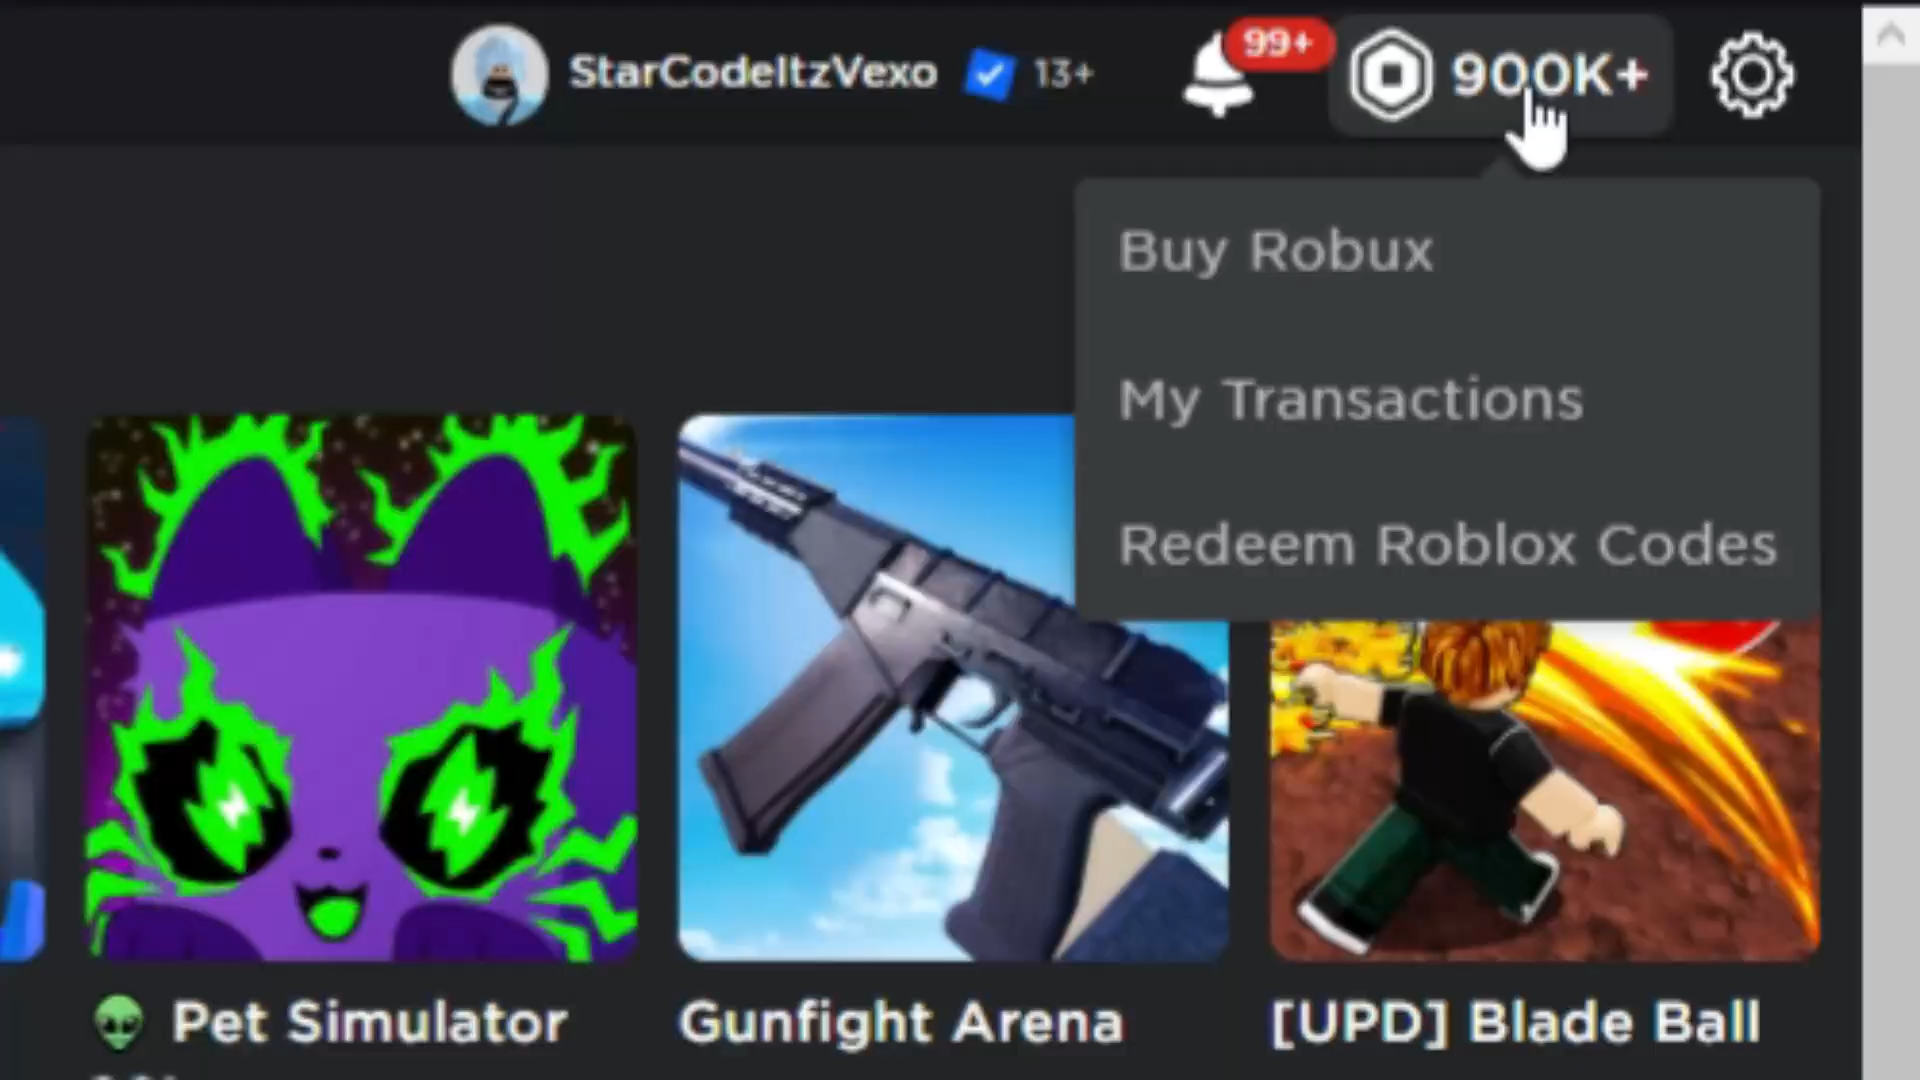 StarCodeItzVexo 13+ 99+ 900K+
Buy Robux
My Transactions
Redeem Roblox Codes
Pet Simulator
Gunfight Arena
[UPD] Blade Ball